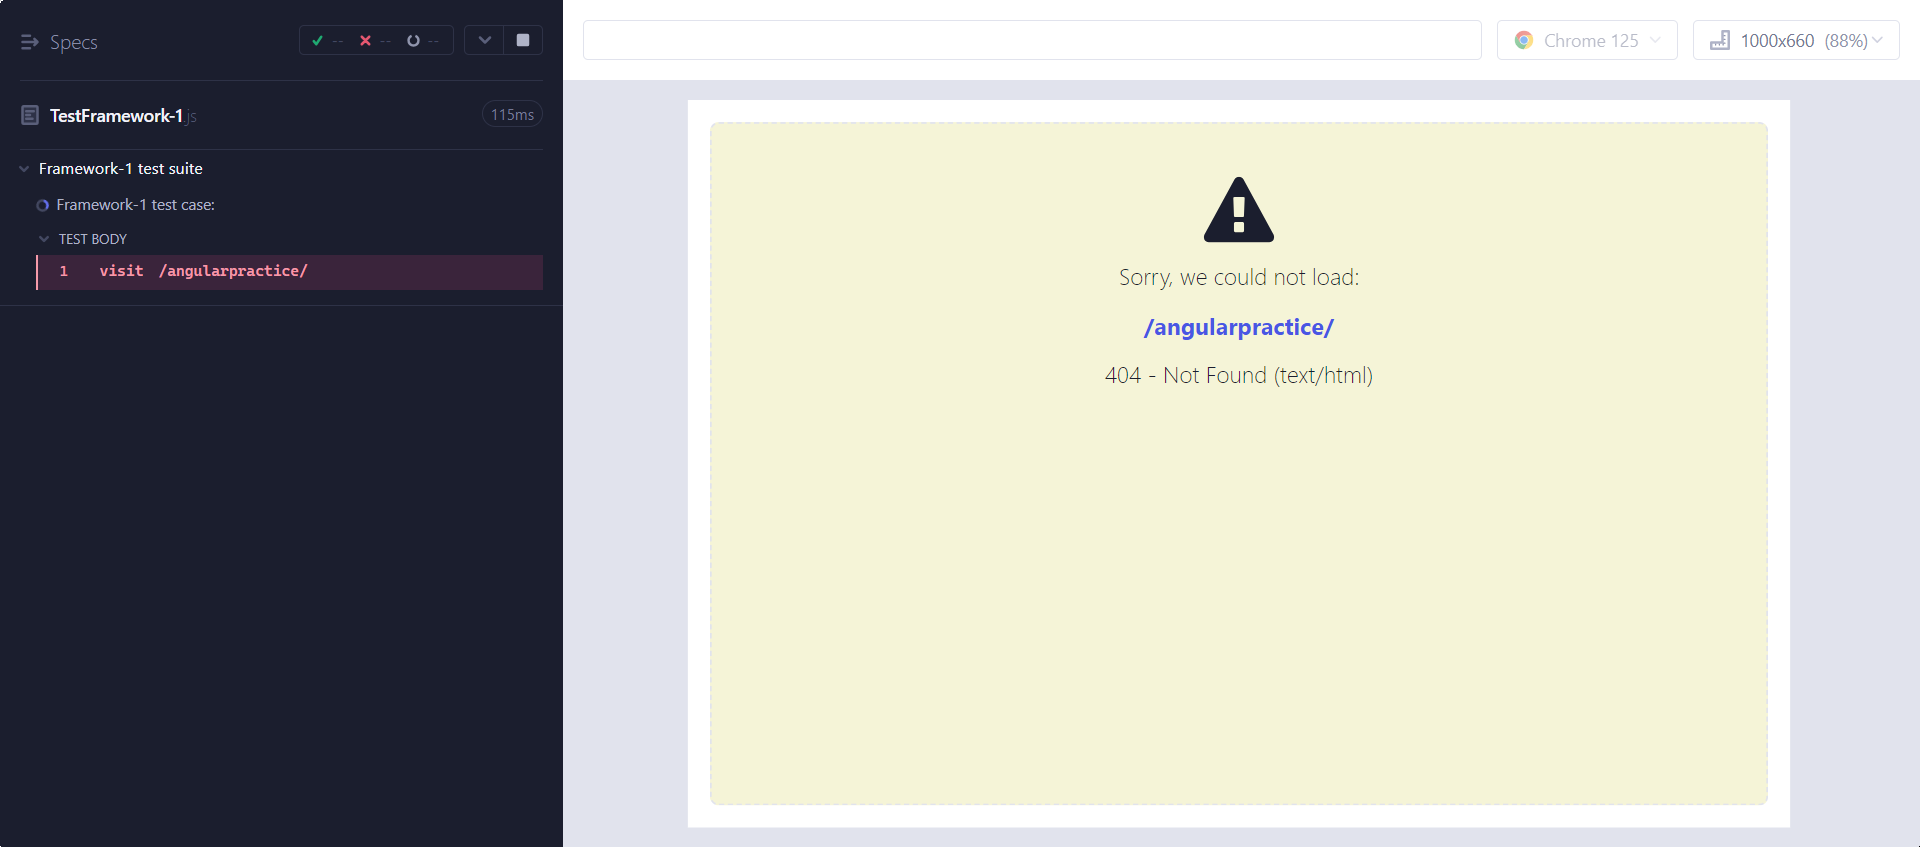 Specs
-- -- --
TestFramework-1.js
115ms
Framework-1 test suite
Framework-1 test case:
TEST BODY
1 visit /angularpractice/
Chrome 125
1000x660 (88%)
Sorry, we could not load:
/angularpractice/
404 - Not Found (text/html)